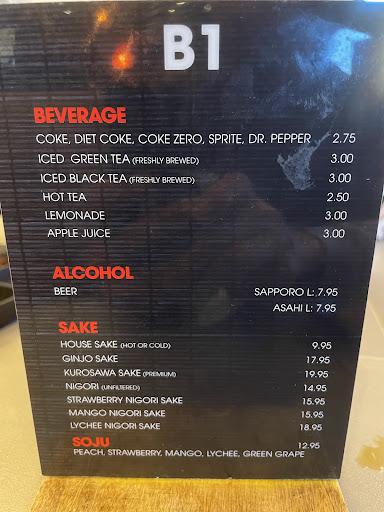 B1
BEVERAGE
COKE, DIET COKE, COKE ZERO, SPRITE, DR. PEPPER 2.75
ICED GREEN TEA (FRESHLY BREWED) 3.00
ICED BLACK TEA (FRESHLY BREWED) 3.00
HOT TEA 2.50
LEMONADE 3.00
APPLE JUICE 3.00
ALCOHOL
BEER SAPPORO L: 7.95
ASAHI L: 7.95
SAKE
HOUSE SAKE (HOT OR COLD) 9.95
GINJO SAKE 17.95
KUROSAWA SAKE (PREMIUM) 19.95
NIGORI (UNFILTERED) 14.95
STRAWBERRY NIGORI SAKE 15.95
MANGO NIGORI SAKE 15.95
LYCHEE NIGORI SAKE 18.95
SOJU 12.95
PEACH, STRAWBERRY, MANGO, LYCHEE, GREEN GRAPE